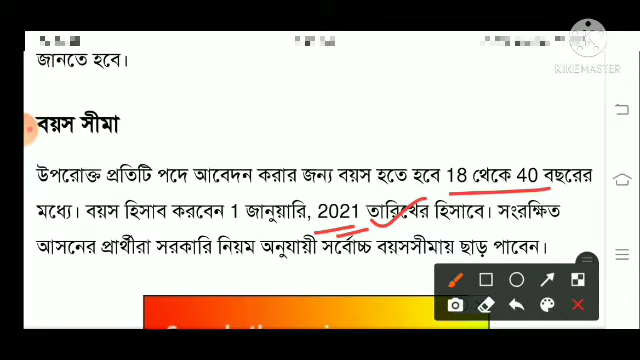 KINEMASTER
জানতে হবে।
বয়স সীমা
উপরোক্ত প্রতিটি পদে আবেদন করার জন্য বয়স হতে হবে 18 থেকে 40 বছরের
মধ্যে। বয়স হিসাব করবেন 1 জানুয়ারি, 2021 তারিখের হিসাবে। সংরক্ষিত
আসনের প্রার্থীরা সরকারি নিয়ম অনুযায়ী সর্বোচ্চ বয়সসীমায় ছাড় পাবেন।